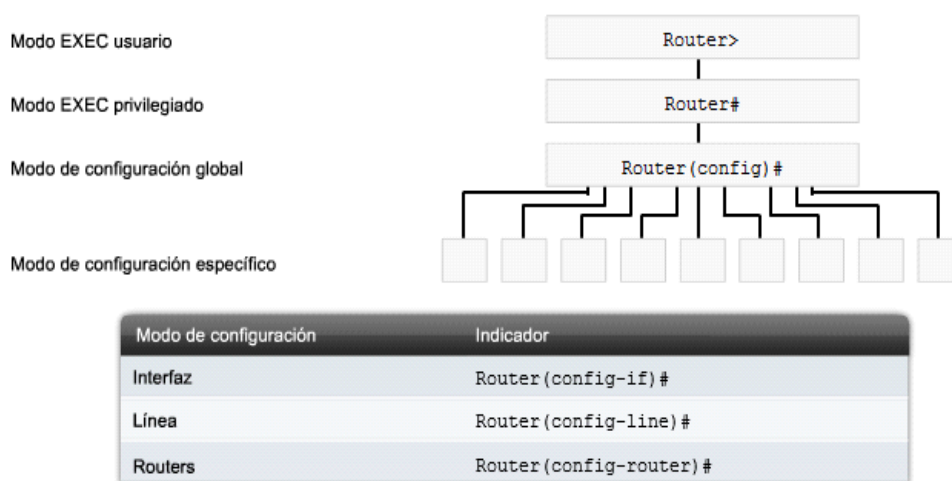 Modo EXEC usuario Router>
Modo EXEC privilegiado Router#
Modo de configuración global Router(config)#
Modo de configuración específico
Modo de configuración Indicador
Interfaz Router(config-if)#
Línea Router(config-line)#
Routers Router(config-router)#